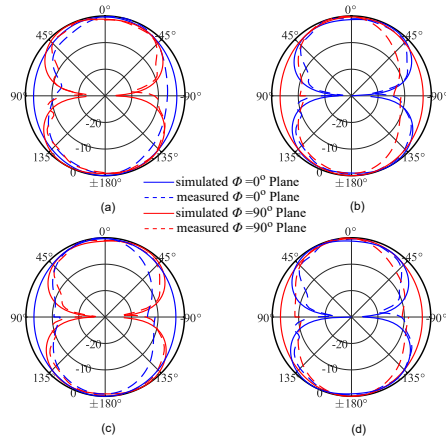 0° 0°
45° -45° 45° -45°
90° -90° 90° -90°
-20 -20
-10 -10
135° 0 135° 135° 0 135°
±180° ±180°
simulated Φ =0° Plane
(a) (b)
measured Φ =0° Plane
simulated Φ =90° Plane
measured Φ =90° Plane
0° 0°
45° -45° 45° -45°
90° -90° 90° -90°
-10 -10
-20 -20
135° 0 135° 135° 0 135°
±180° ±180°
(c) (d)